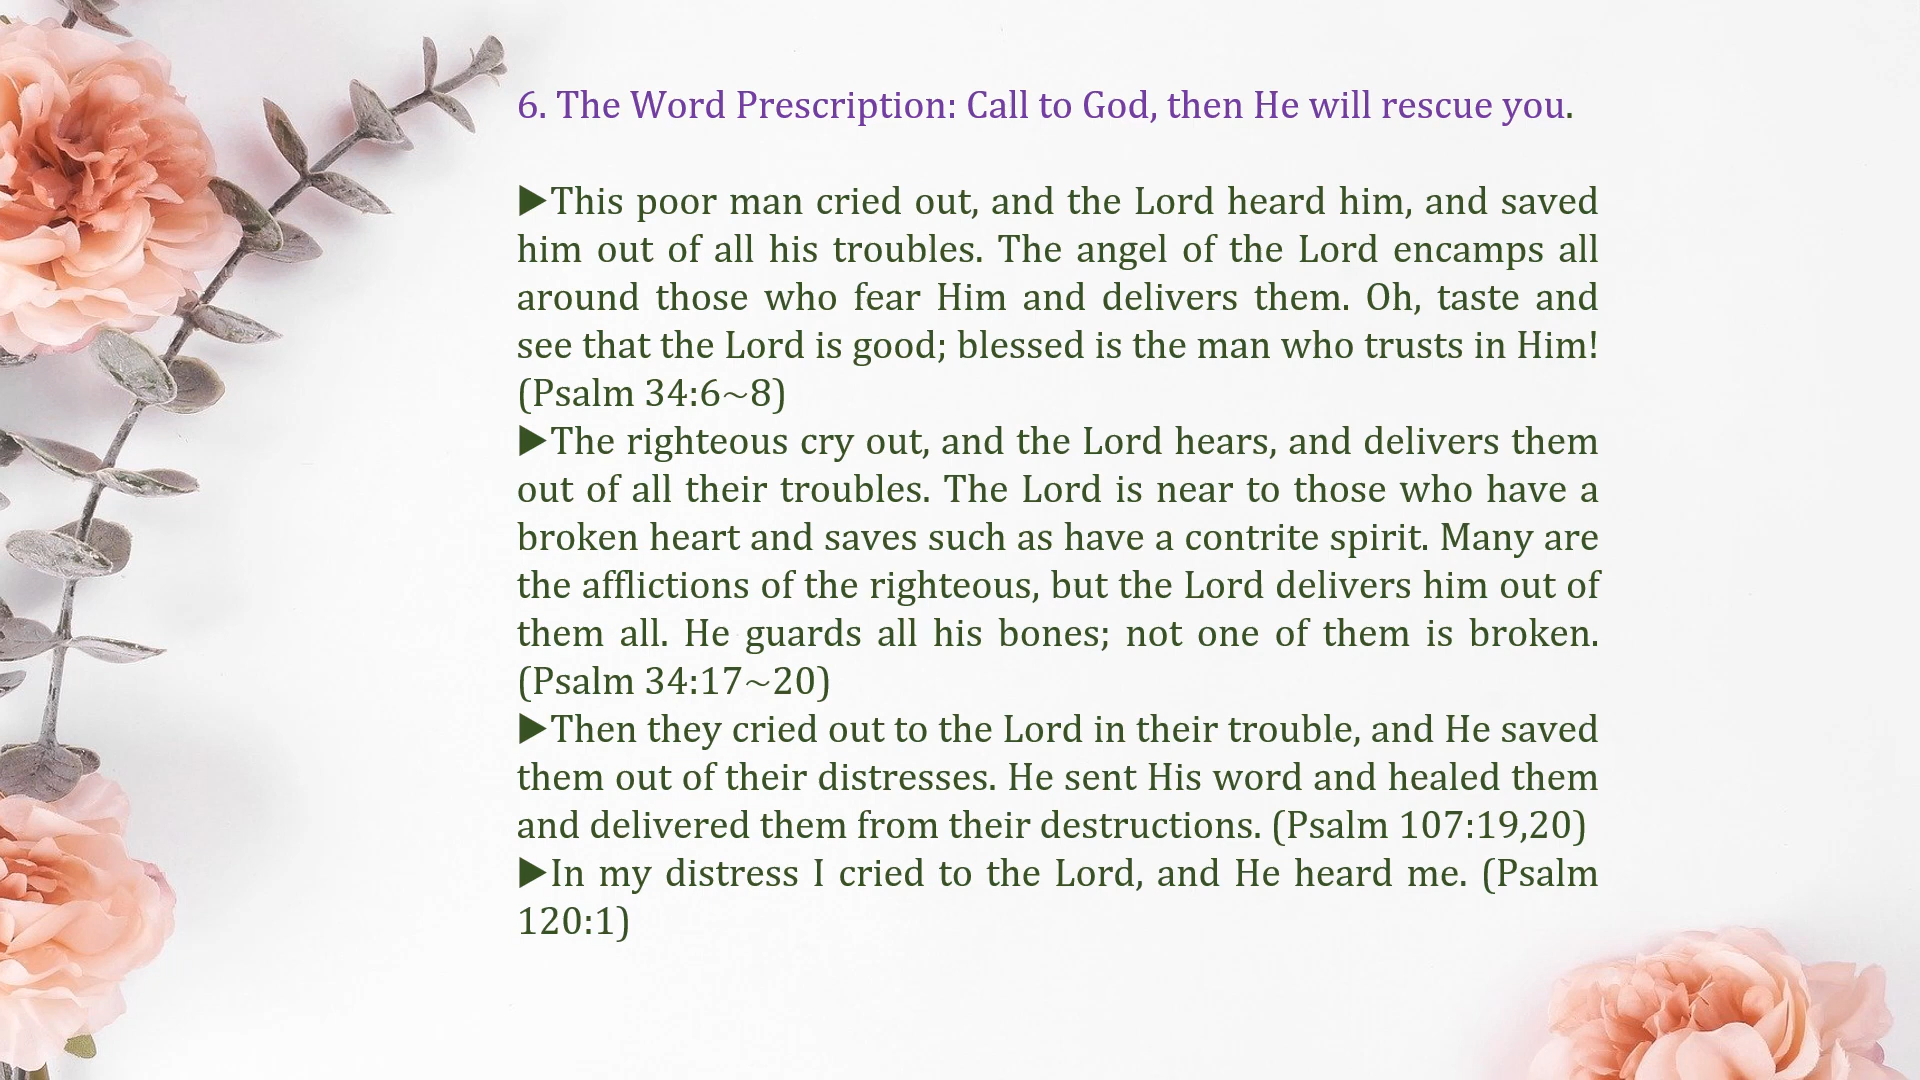 6. The Word Prescription: Call to God, then He will rescue you.
▶This poor man cried out, and the Lord heard him, and saved
him out of all his troubles. The angel of the Lord encamps all
around those who fear Him and delivers them. Oh, taste and
see that the Lord is good; blessed is the man who trusts in Him!
(Psalm 34:6~8)
▶The righteous cry out, and the Lord hears, and delivers them
out of all their troubles. The Lord is near to those who have a
broken heart and saves such as have a contrite spirit. Many are
the afflictions of the righteous, but the Lord delivers him out of
them all. He guards all his bones; not one of them is broken.
(Psalm 34:17~20)
▶Then they cried out to the Lord in their trouble, and He saved
them out of their distresses. He sent His word and healed them
and delivered them from their destructions. (Psalm 107:19,20)
▶In my distress I cried to the Lord, and He heard me. (Psalm
120:1)